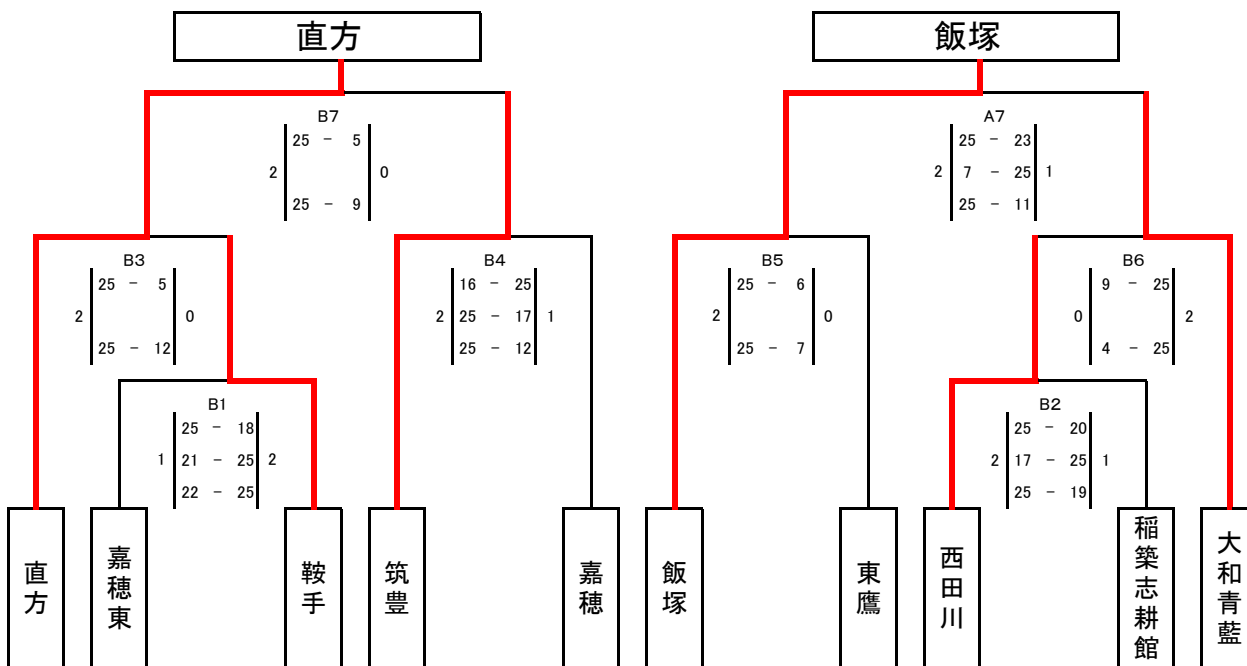 直方
飯塚
B7
25 - 5
2 0
25 - 9
A7
25 - 23
2 7 - 25 1
25 - 11
B3
25 - 5
2 0
25 - 12
B4
16 - 25
2 25 - 17 1
25 - 12
B5
25 - 6
2 0
25 - 7
B6
9 - 25
0 2
4 - 25
B1
25 - 18
1 21 - 25 2
22 - 25
B2
25 - 20
2 17 - 25 1
25 - 19
直方
嘉穂東
鞍手
筑豊
嘉穂
飯塚
東鷹
西田川
稲築志耕館
大和青藍